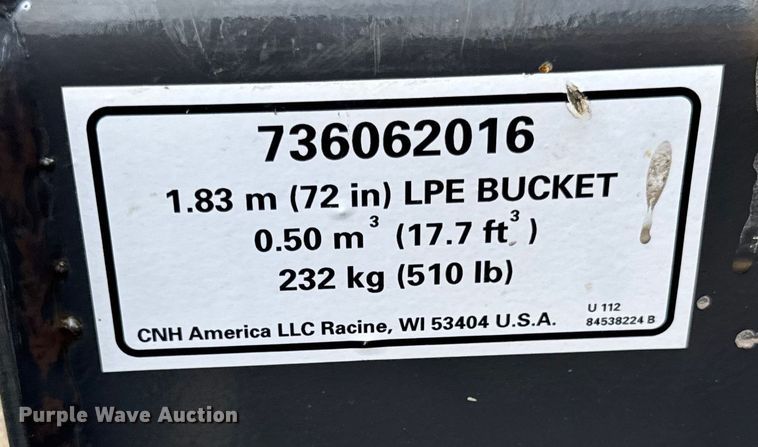 736062016
1.83 m (72 in) LPE BUCKET
0.50 m³ (17.7 ft³)
232 kg (510 lb)
U 112
CNH America LLC Racine, WI 53404 U.S.A. 84538224 B
Purple Wave Auction